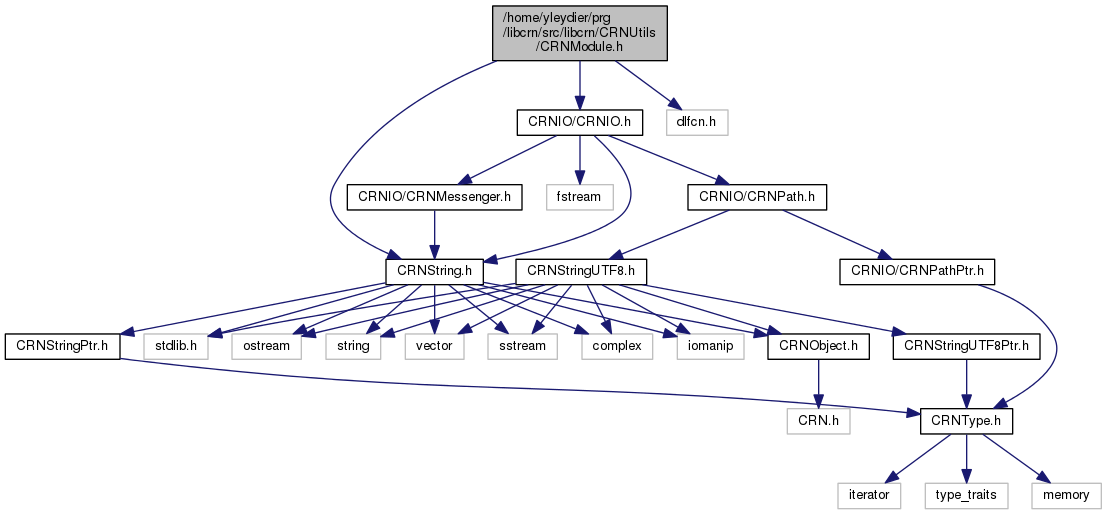 /home/yleydier/prg
/libcrn/src/libcrn/CRNUtils
/CRNModule.h
CRNIO/CRNIO.h
dlfcn.h
CRNIO/CRNMessenger.h
fstream
CRNIO/CRNPath.h
CRNString.h
CRNStringUTF8.h
CRNIO/CRNPathPtr.h
CRNStringPtr.h
stdlib.h
ostream
string
vector
sstream
complex
iomanip
CRNObject.h
CRNStringUTF8Ptr.h
CRN.h
CRNType.h
iterator
type_traits
memory